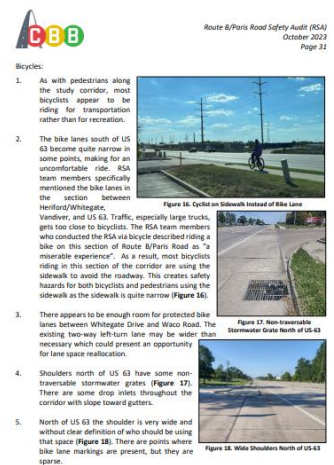 CBB
Route B/Paris Road Safety Audit (RSA)
October 2023
Page 31
Bicycles:
1. As with pedestrians along
the study corridor, most
bicyclists appear to be
riding for transportation
rather than for recreation.
2. The bike lanes south of US
63 become quite narrow in
some points, making for an
uncomfortable ride. RSA
team members specifically
mentioned the bike lanes in
the section between
Heriford/Whitegate,
Vandiver, and US 63. Traffic, especially large trucks,
gets too close to bicyclists. The RSA team members
who conducted the RSA via bicycle described riding a
bike on this section of Route B/Paris Road as "a
miserable experience". As a result, most bicyclists
riding in this section of the corridor are using the
sidewalk to avoid the roadway. This creates safety
hazards for both bicyclists and pedestrians using the
sidewalk as the sidewalk is quite narrow (Figure 16).
Figure 16. Cyclist on Sidewalk Instead of Bike Lane
Figure 17. Non-traversable
Stormwater Grate North of US-63
3. There appears to be enough room for protected bike
lanes between Whitegate Drive and Waco Road. The
existing two-way left-turn lane may be wider than
necessary which could present an opportunity
for lane space reallocation.
4. Shoulders north of US 63 have some non-
traversable stormwater grates (Figure 17).
There are some drop inlets throughout the
corridor with slope toward gutters.
5. North of US 63 the shoulder is very wide and
without clear definition of who should be using
that space (Figure 18). There are points where
bike lane markings are present, but they are
sparse.
Figure 18. Wide Shoulders North of US-63